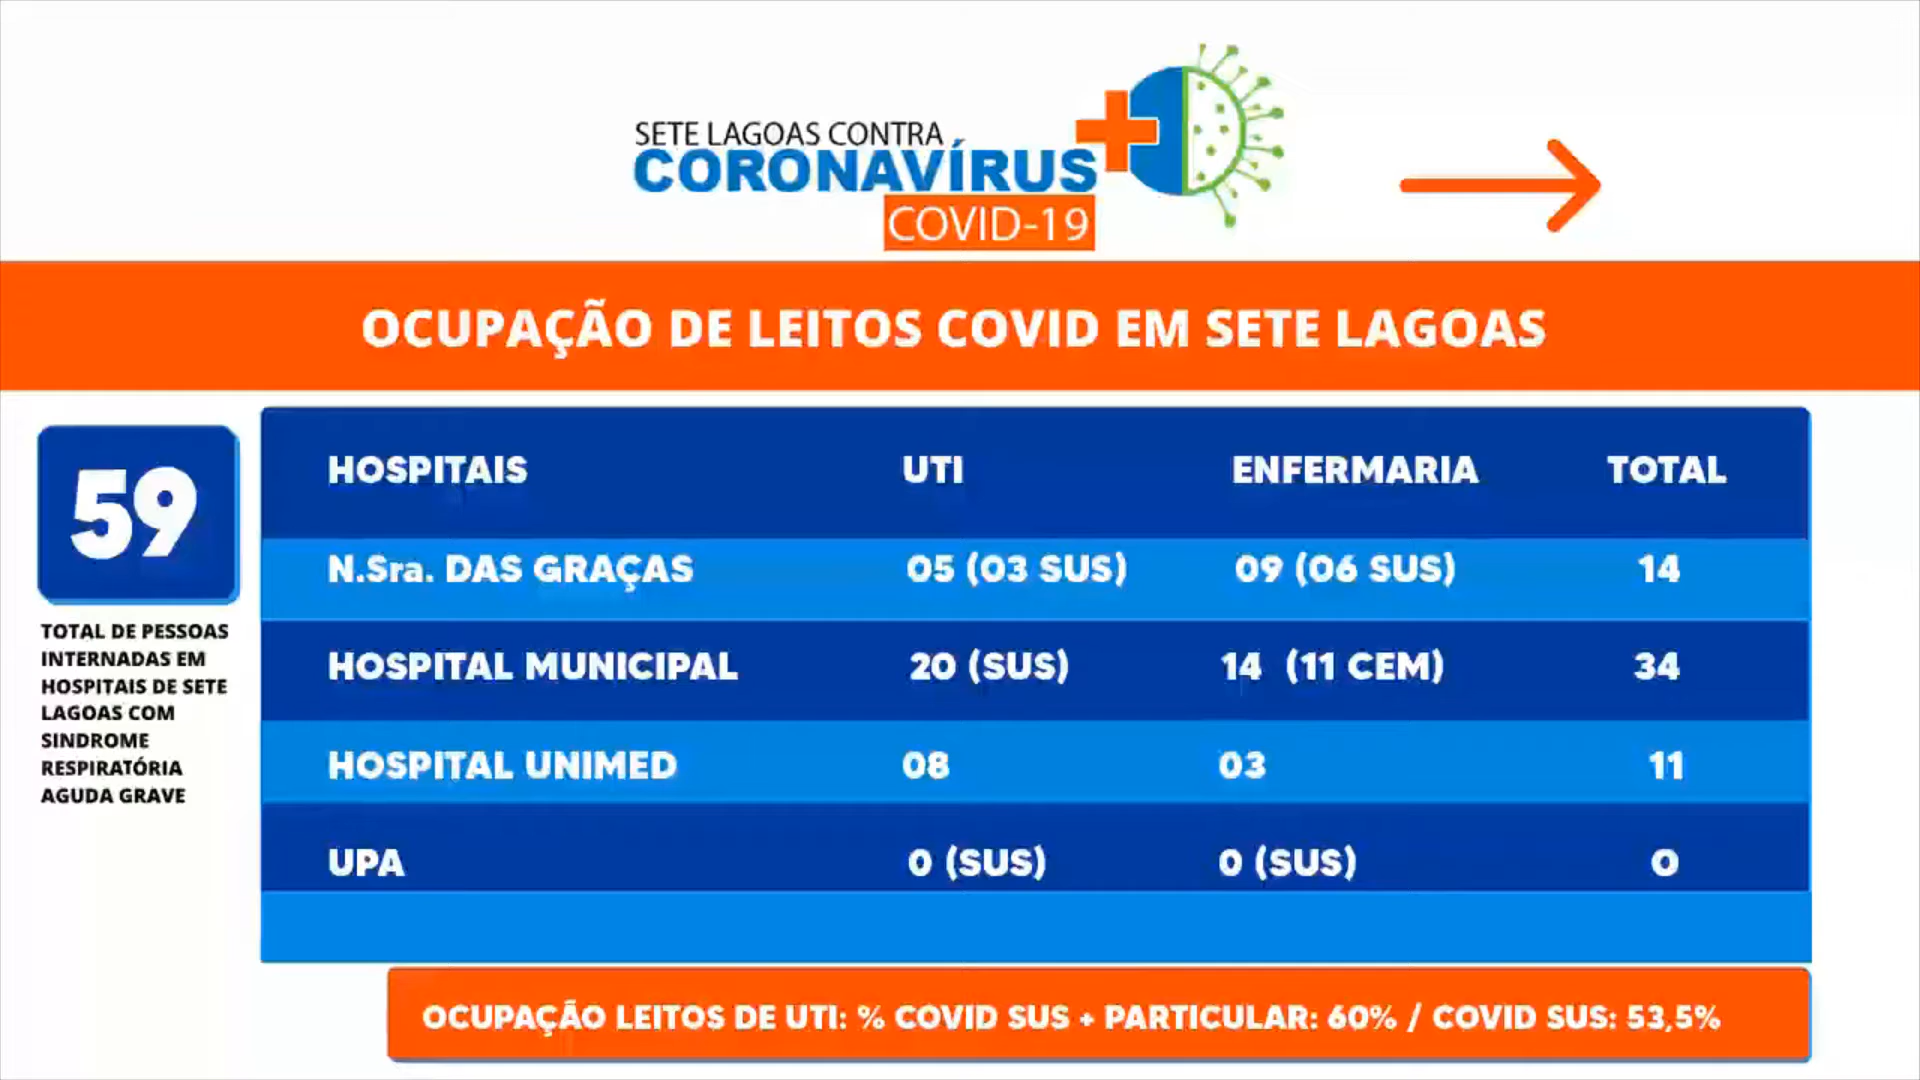 SETE LAGOAS CONTRA
CORONAVÍRUS
COVID-19
OCUPAÇÃO DE LEITOS COVID EM SETE LAGOAS
59
TOTAL DE PESSOAS
INTERNADAS EM
HOSPITAIS DE SETE
LAGOAS COM
SINDROME
RESPIRATÓRIA
AGUDA GRAVE
HOSPITAIS UTI ENFERMARIA TOTAL
N.Sra. DAS GRAÇAS 05 (03 SUS) 09 (06 SUS) 14
HOSPITAL MUNICIPAL 20 (SUS) 14 (11 CEM) 34
HOSPITAL UNIMED 08 03 11
UPA 0 (SUS) 0 (SUS) 0
OCUPAÇÃO LEITOS DE UTI: % COVID SUS + PARTICULAR: 60% / COVID SUS: 53,5%